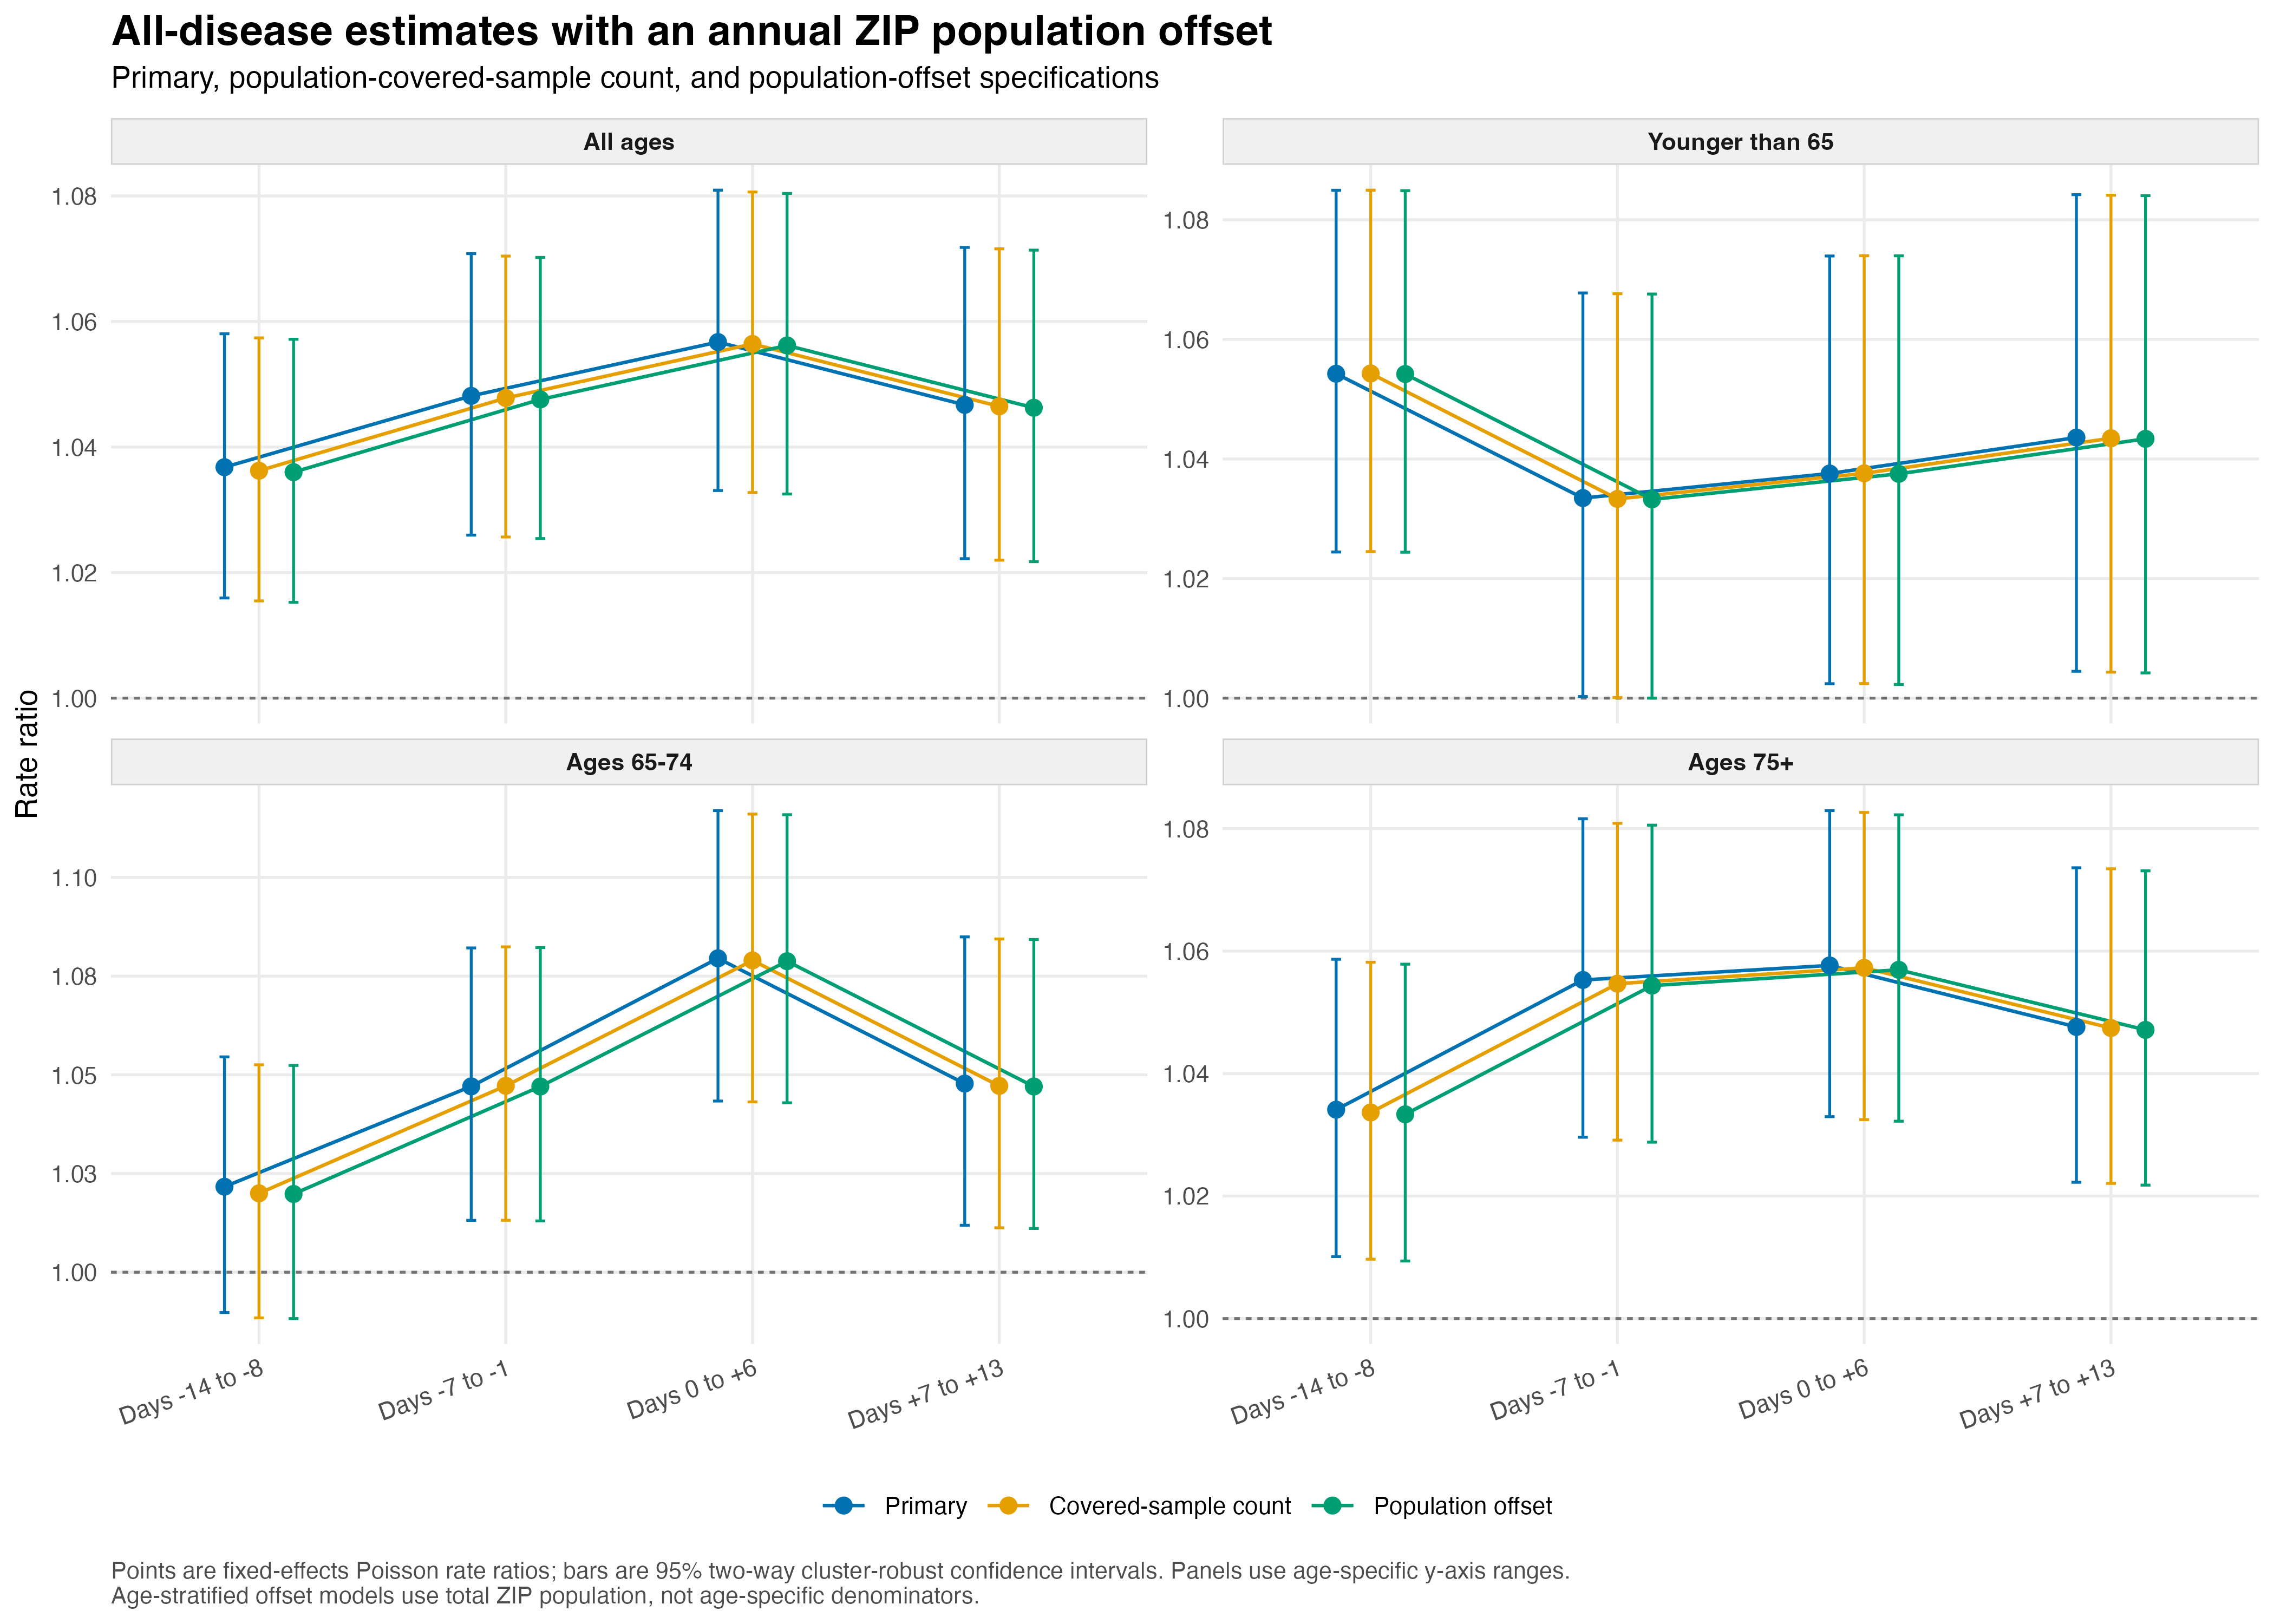 All-disease estimates with an annual ZIP population offset
Primary, population-covered-sample count, and population-offset specifications
All ages
Younger than 65
1.08
1.06
1.04
1.02
1.00
1.08
1.06
1.04
1.02
1.00
Rate ratio
Ages 65-74
Ages 75+
1.10
1.08
1.05
1.03
1.00
1.08
1.06
1.04
1.02
1.00
Days -14 to -8
Days -7 to -1
Days 0 to +6
Days +7 to +13
Days -14 to -8
Days -7 to -1
Days 0 to +6
Days +7 to +13
Primary Covered-sample count Population offset
Points are fixed-effects Poisson rate ratios; bars are 95% two-way cluster-robust confidence intervals. Panels use age-specific y-axis ranges.
Age-stratified offset models use total ZIP population, not age-specific denominators.